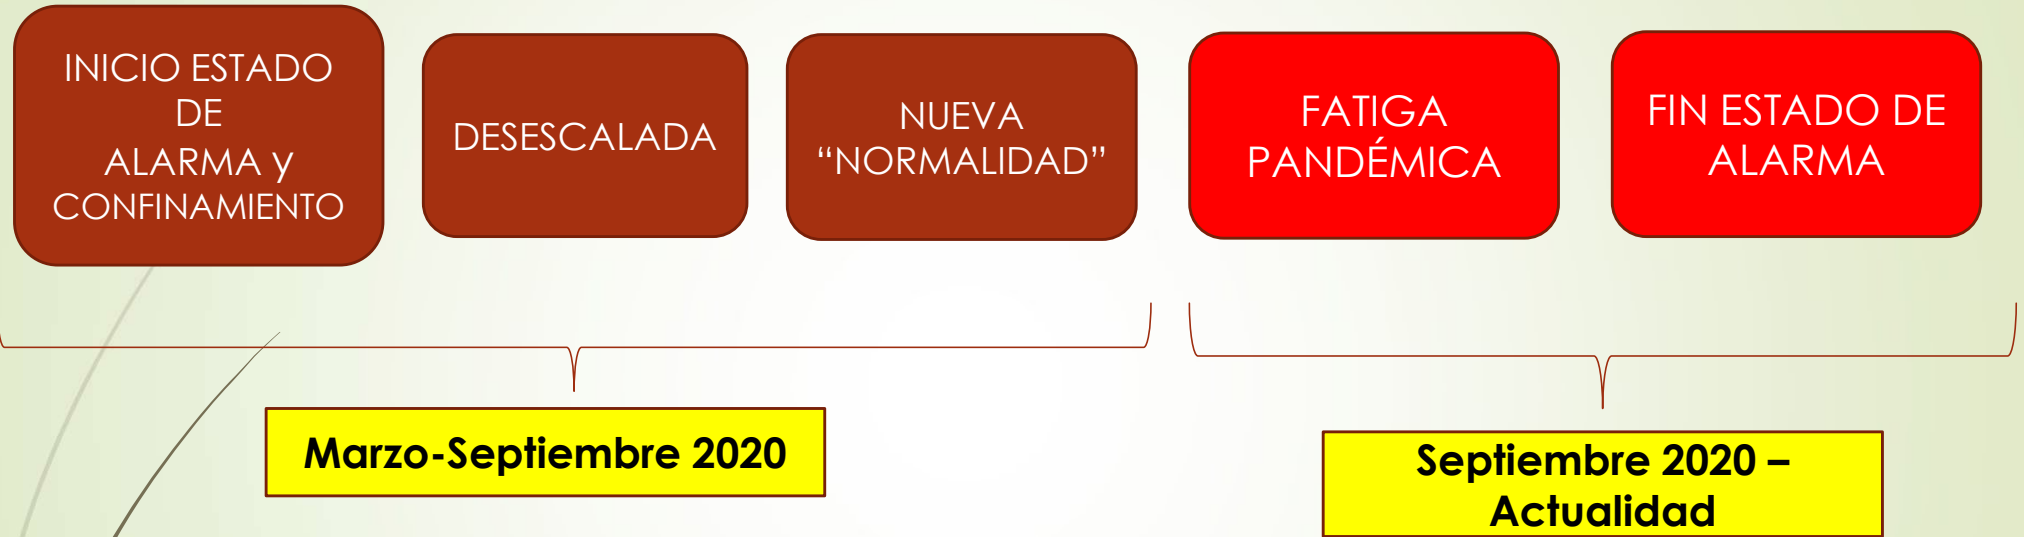 INICIO ESTADO
DE
ALARMA y
CONFINAMIENTO
DESESCALADA
NUEVA
“NORMALIDAD”
FATIGA
PANDÉMICA
FIN ESTADO DE
ALARMA
Marzo-Septiembre 2020
Septiembre 2020 –
Actualidad